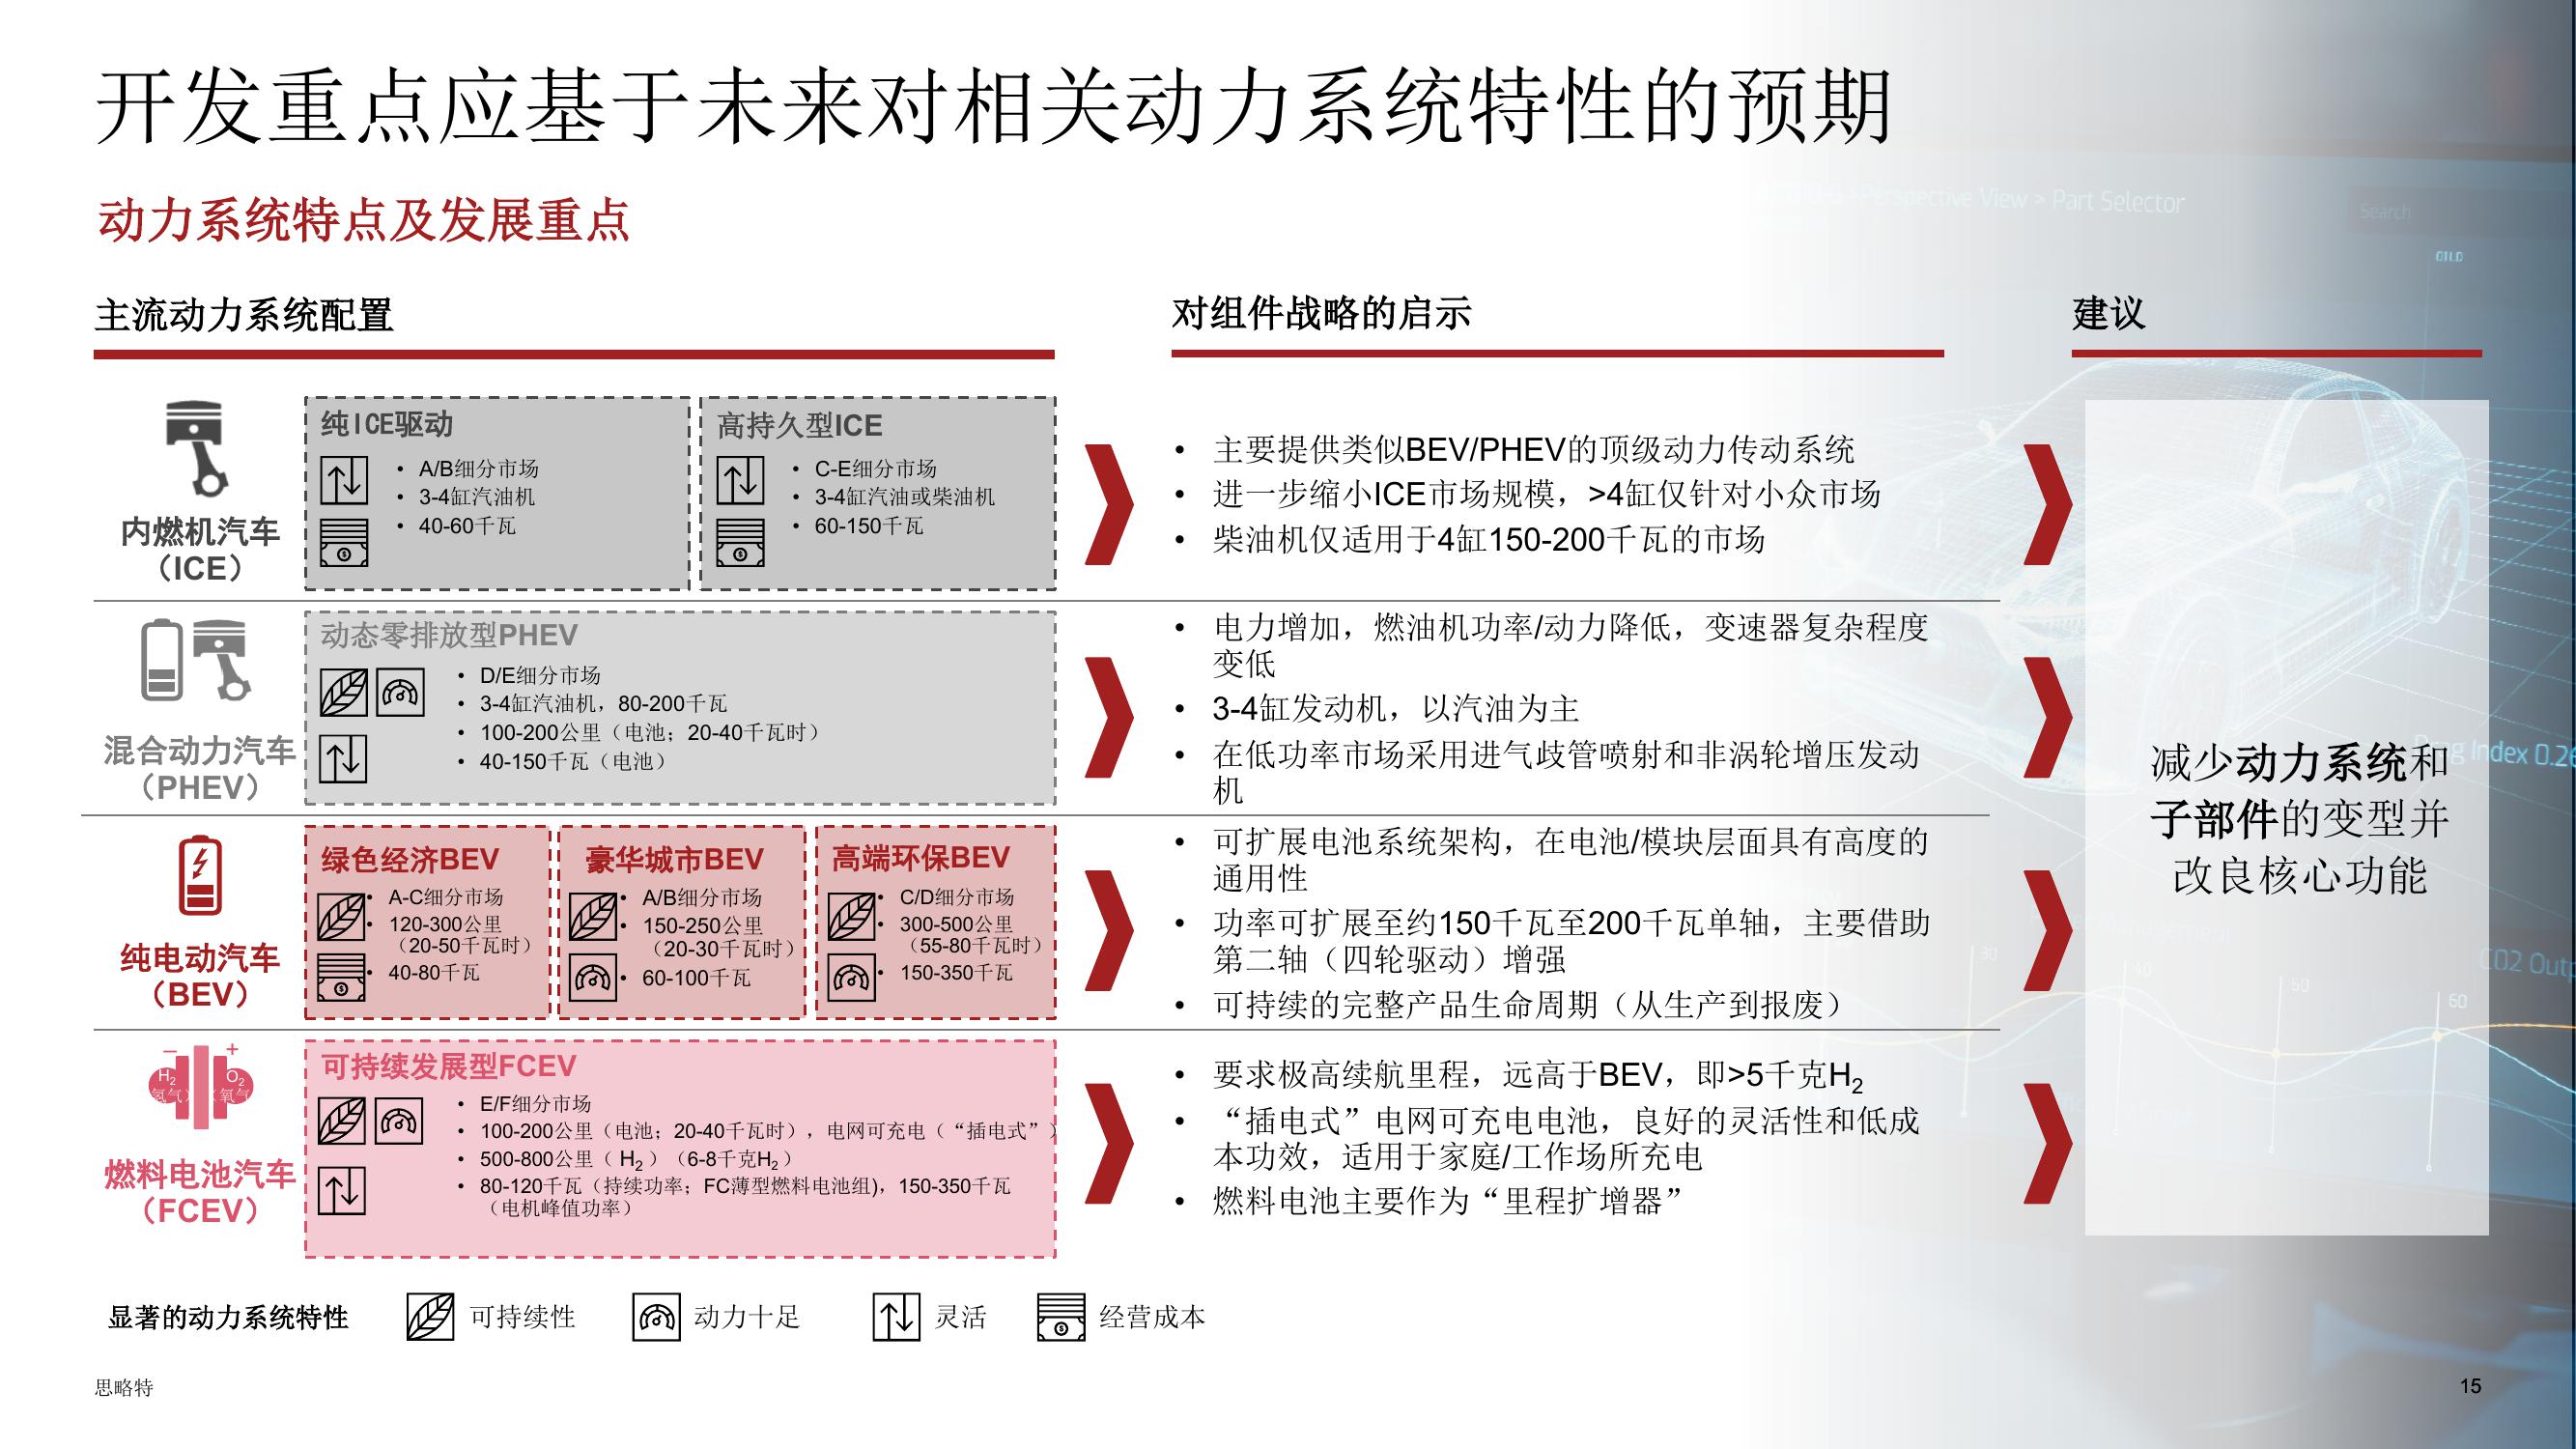 开发重点应基于未来对相关动力系统特性的预期
动力系统特点及发展重点
主流动力系统配置
对组件战略的启示
建议
内燃机汽车
（ICE）
纯ICE驱动
• A/B细分市场
• 3-4缸汽油机
• 40-60千瓦
高持久型ICE
• C-E细分市场
• 3-4缸汽油或柴油机
• 60-150千瓦
• 主要提供类似BEV/PHEV的顶级动力传动系统
• 进一步缩小ICE市场规模，>4缸仅针对小众市场
• 柴油机仅适用于4缸150-200千瓦的市场
混合动力汽车
（PHEV）
动态零排放型PHEV
• D/E细分市场
• 3-4缸汽油机，80-200千瓦
• 100-200公里（电池；20-40千瓦时）
• 40-150千瓦（电池）
• 电力增加，燃油机功率/动力降低，变速器复杂程度
变低
• 3-4缸发动机，以汽油为主
• 在低功率市场采用进气歧管喷射和非涡轮增压发动
机
纯电动汽车
（BEV）
绿色经济BEV
• A-C细分市场
• 120-300公里
（20-50千瓦时）
• 40-80千瓦
豪华城市BEV
• A/B细分市场
• 150-250公里
（20-30千瓦时）
• 60-100千瓦
高端环保BEV
• C/D细分市场
• 300-500公里
（55-80千瓦时）
• 150-350千瓦
• 可扩展电池系统架构，在电池/模块层面具有高度的
通用性
• 功率可扩展至约150千瓦至200千瓦单轴，主要借助
第二轴（四轮驱动）增强
• 可持续的完整产品生命周期（从生产到报废）
− +
H2 O2
氢气 氧气
燃料电池汽车
（FCEV）
可持续发展型FCEV
• E/F细分市场
• 100-200公里（电池；20-40千瓦时），电网可充电（“插电式”）
• 500-800公里（ H2 ）（6-8千克H2 ）
• 80-120千瓦（持续功率；FC薄型燃料电池组)，150-350千瓦
（电机峰值功率）
• 要求极高续航里程，远高于BEV，即>5千克H2
• “插电式”电网可充电电池，良好的灵活性和低成
本功效，适用于家庭/工作场所充电
• 燃料电池主要作为“里程扩增器”
减少动力系统和
子部件的变型并
改良核心功能
显著的动力系统特性
可持续性
动力十足
灵活
经营成本
思略特
15
Perspective View > Part Selector
Search
Index 0.26
30
40
50
60